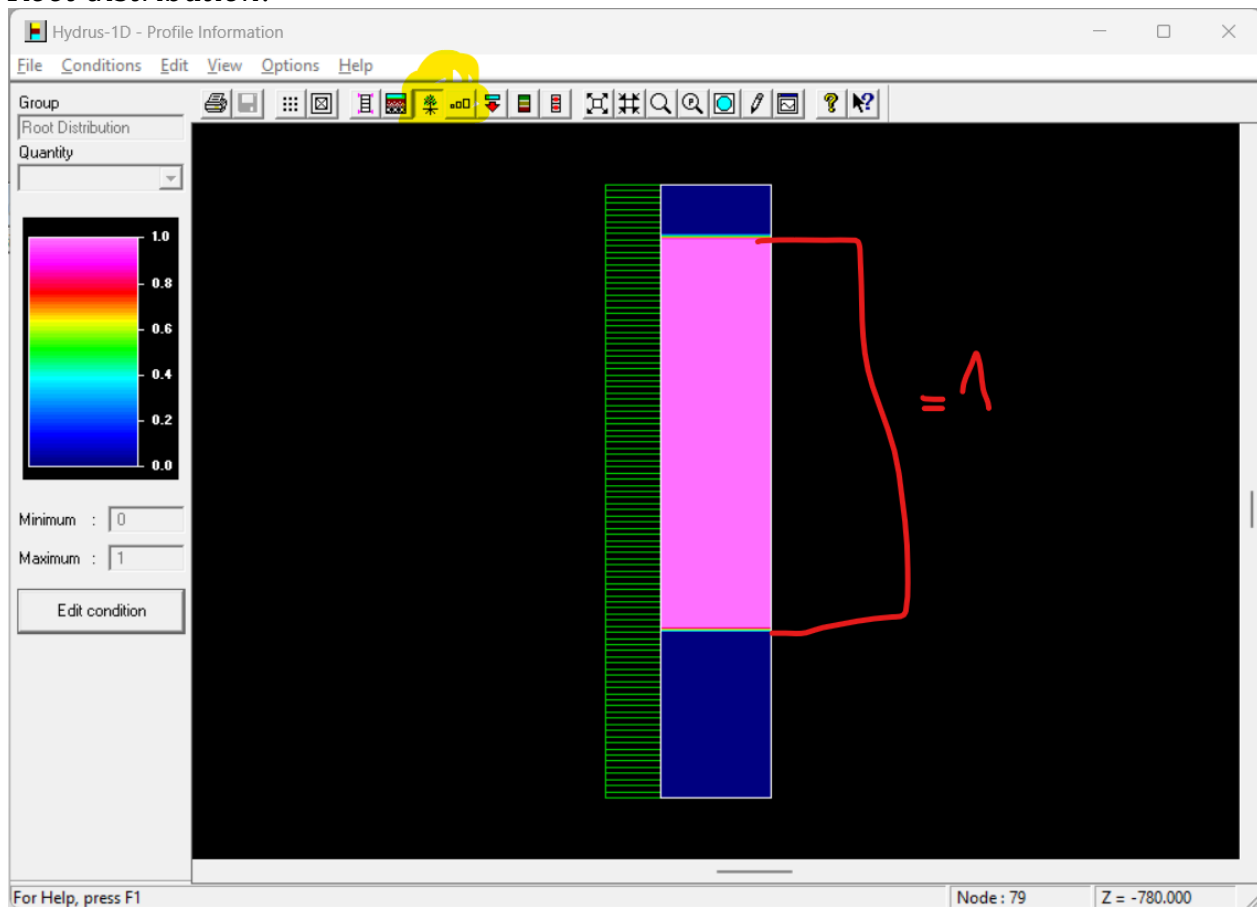 Root distribution:
Hydrus-1D - Profile Information
File Conditions Edit View Options Help
Group
Root Distribution
Quantity
1.0
0.8
0.6
0.4
0.2
0.0
Minimum : 0
Maximum : 1
Edit condition
= 1
For Help, press F1
Node : 79
Z = -780.000